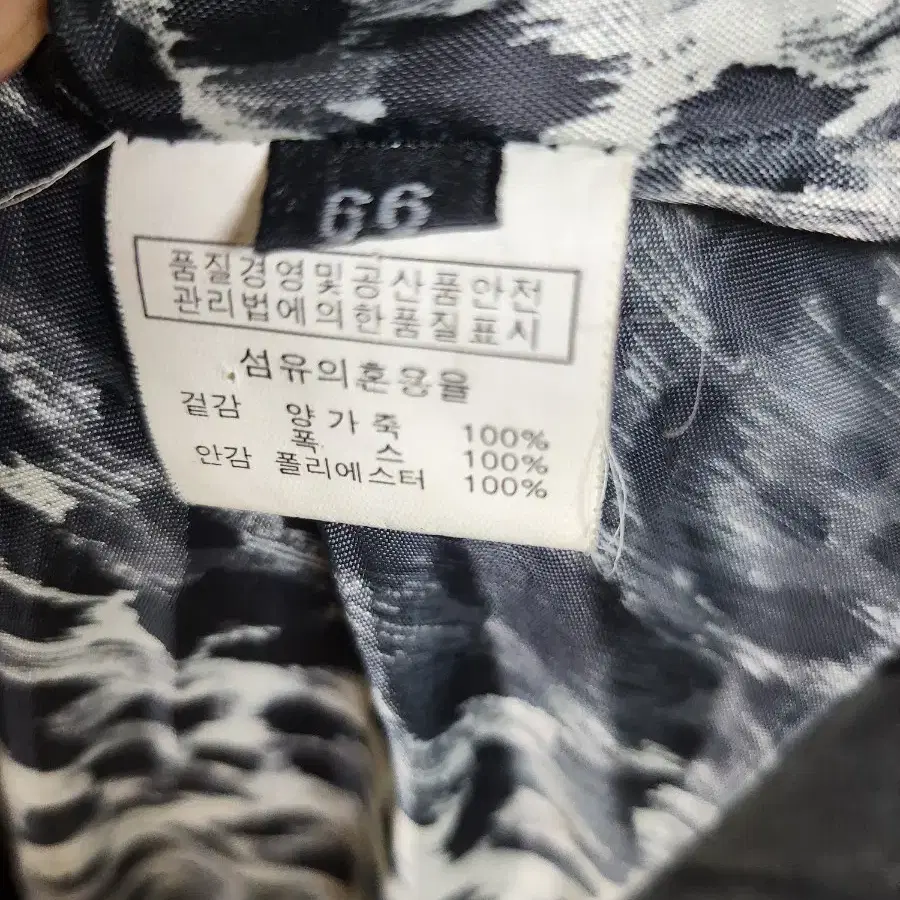 66
품질경영및공산품안전
관리법에의한품질표시
섬유의혼용율
겉감 양가죽 100%
폭스 100%
안감 폴리에스터 100%